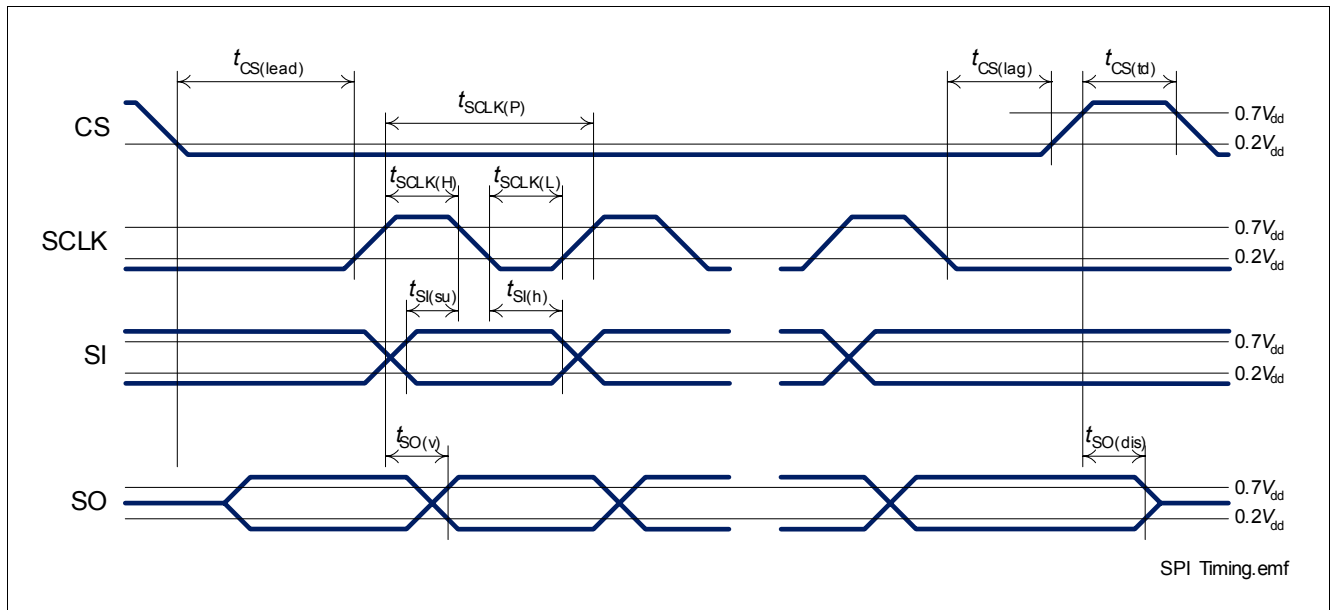 tCS(lead)
tCS(lag)
tCS(td)
tSCLK(P)
CS
0.7Vdd
0.2Vdd
tSCLK(H)
tSCLK(L)
SCLK
0.7Vdd
0.2Vdd
tSI(su)
tSI(h)
SI
0.7Vdd
0.2Vdd
tSO(v)
tSO(dis)
SO
0.7Vdd
0.2Vdd
SPI Timing.emf